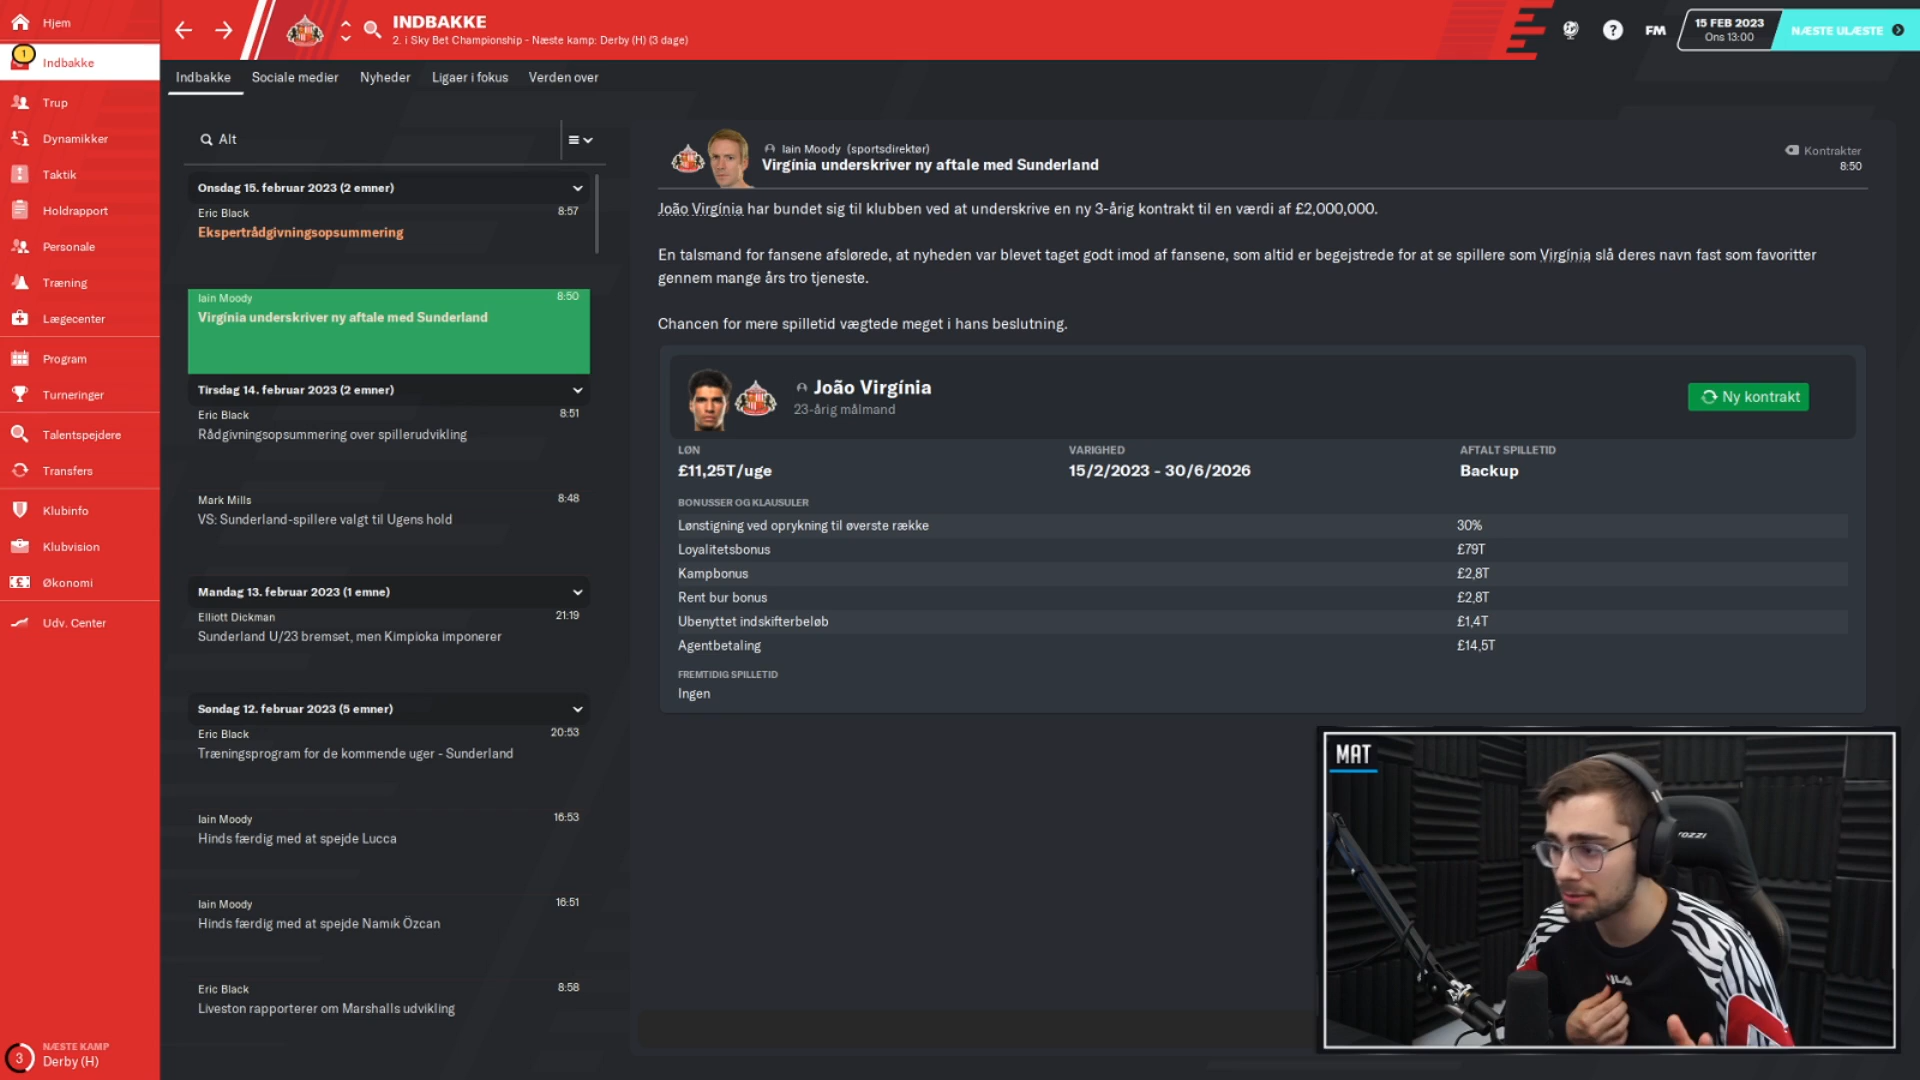 Hjem
1
Indbakke
Trup
Dynamikker
Taktik
Holdrapport
Personale
Træning
Lægecenter
Program
Turneringer
Talentspejdere
Transfers
Klubinfo
Klubvision
Økonomi
Udv. Center
3
NÆSTE KAMP
Derby (H)
INDBAKKE
2. i Sky Bet Championship - Næste kamp: Derby (H) (3 dage)
?
FM
15 FEB 2023
Ons 13:00
NÆSTE ULÆSTE
Indbakke
Sociale medier
Nyheder
Ligaer i fokus
Verden over
Alt
Onsdag 15. februar 2023 (2 emner)
Eric Black
8:57
Ekspertrådgivningsopsummering
Iain Moody
8:50
Virgínia underskriver ny aftale med Sunderland
Tirsdag 14. februar 2023 (2 emner)
Eric Black
8:51
Rådgivningsopsummering over spillerudvikling
Mark Mills
8:48
VS: Sunderland-spillere valgt til Ugens hold
Mandag 13. februar 2023 (1 emne)
Elliott Dickman
21:19
Sunderland U/23 bremset, men Kimpioka imponerer
Søndag 12. februar 2023 (5 emner)
Eric Black
20:53
Træningsprogram for de kommende uger - Sunderland
Iain Moody
16:53
Hinds færdig med at spejde Lucca
Iain Moody
16:51
Hinds færdig med at spejde Namık Özcan
Eric Black
8:58
Liveston rapporterer om Marshalls udvikling
Iain Moody (sportsdirektør)
Virgínia underskriver ny aftale med Sunderland
Kontrakter
8:50
João Virgínia har bundet sig til klubben ved at underskrive en ny 3-årig kontrakt til en værdi af £2,000,000.
En talsmand for fansene afslørede, at nyheden var blevet taget godt imod af fansene, som altid er begejstrede for at se spillere som Virgínia slå deres navn fast som favoritter
gennem mange års tro tjeneste.
Chancen for mere spilletid vægtede meget i hans beslutning.
João Virgínia
23-årig målmand
Ny kontrakt
LØN
£11,25T/uge
VARIGHED
15/2/2023 - 30/6/2026
AFTALT SPILLETID
Backup
BONUSSER OG KLAUSULER
Lønstigning ved oprykning til øverste række
30%
Loyalitetsbonus
£79T
Kampbonus
£2,8T
Rent bur bonus
£2,8T
Ubenyttet indskifterbeløb
£1,4T
Agentbetaling
£14,5T
FREMTIDIG SPILLETID
Ingen
MAT